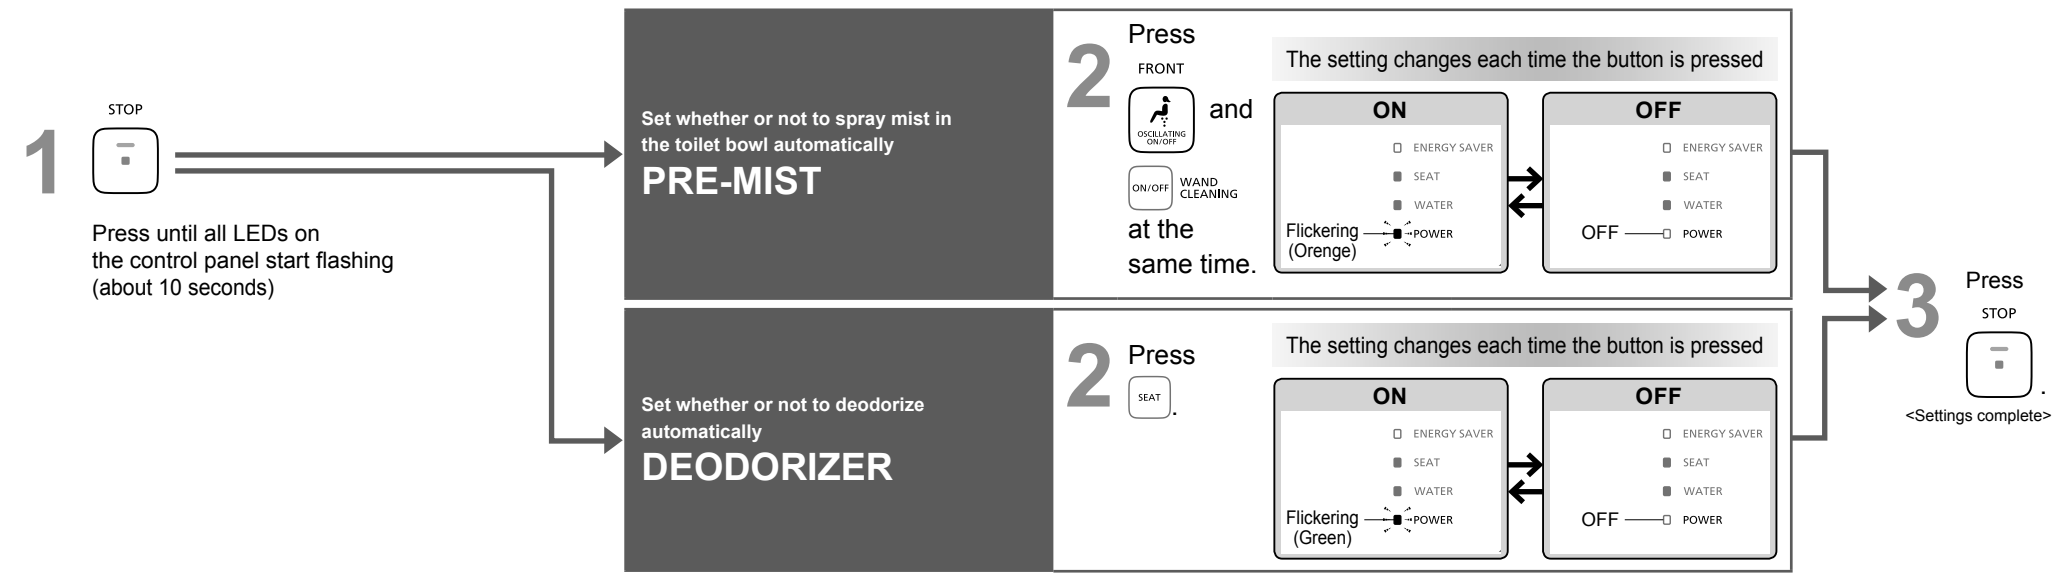 1
STOP
Press until all LEDs on
the control panel start flashing
(about 10 seconds)
Set whether or not to spray mist in
the toilet bowl automatically
PRE-MIST
2
Press
FRONT
OSCILLATING
ON/OFF
and
ON/OFF
WAND
CLEANING
at the
same time.
The setting changes each time the button is pressed
ON
ENERGY SAVER
SEAT
WATER
Flickering
(Orenge)
POWER
OFF
ENERGY SAVER
SEAT
WATER
OFF
POWER
Set whether or not to deodorize
automatically
DEODORIZER
2
Press
SEAT
.
The setting changes each time the button is pressed
ON
ENERGY SAVER
SEAT
WATER
Flickering
(Green)
POWER
OFF
ENERGY SAVER
SEAT
WATER
OFF
POWER
3
Press
STOP
.
<Settings complete>